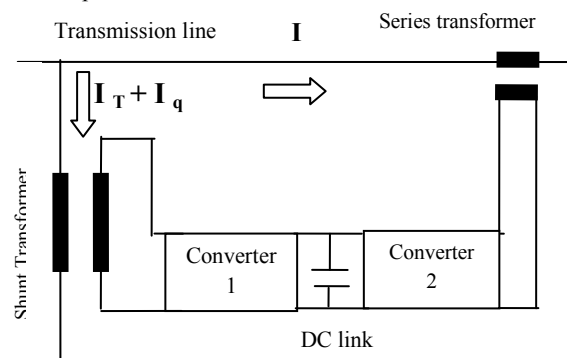 Transmission line
I
Series transformer
I T + I q
Shunt Transformer
Converter
1
Converter
2
DC link